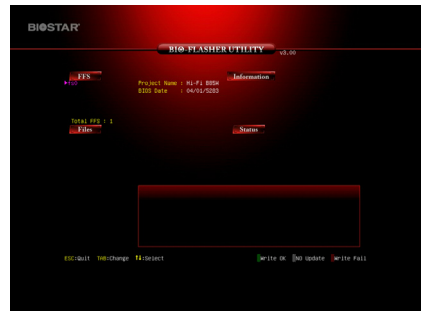 BIOSTAR
BIO-FLASHER UTILITY v3.00
FFS Information
Project Name : Hi-Fi B85W
BIOS Date : 04/01/5203
Total FFS : 1
Files Status
ESC:Quit TAB:Change ↑↓:Select Write OK NO Update Write Fail